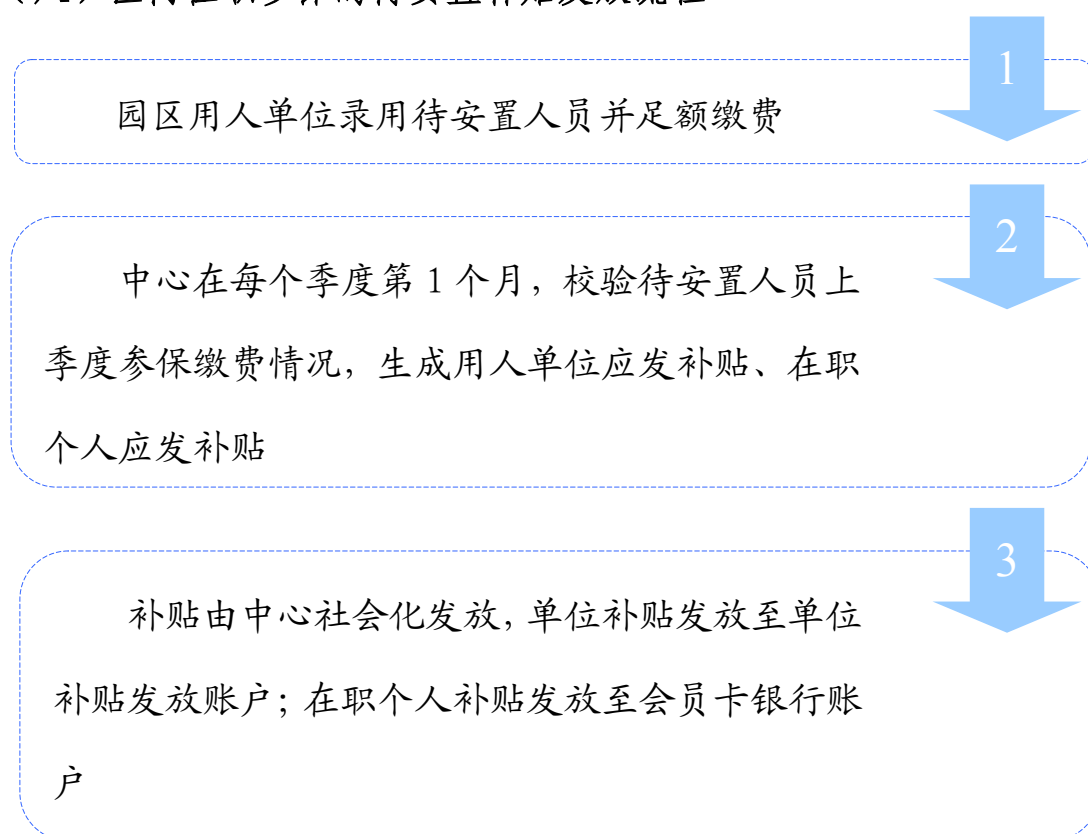 1
园区用人单位录用待安置人员并足额缴费
2
中心在每个季度第1个月，校验待安置人员上
季度参保缴费情况，生成用人单位应发补贴、在职
个人应发补贴
3
补贴由中心社会化发放，单位补贴发放至单位
补贴发放账户；在职个人补贴发放至会员卡银行账
户